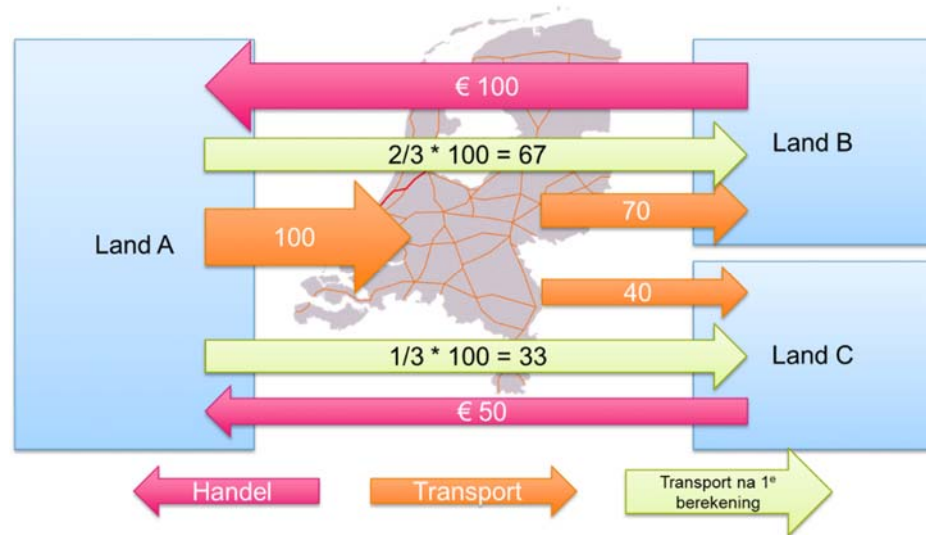 € 100
2/3 * 100 = 67
Land B
70
Land A
100
40
1/3 * 100 = 33
Land C
€ 50
Handel
Transport
Transport na 1e
berekening